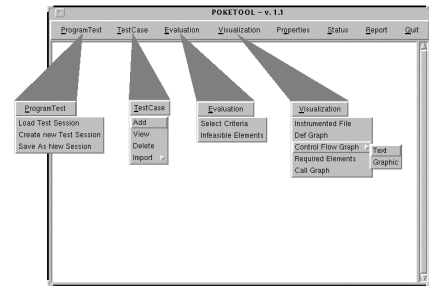 POKETOOL – v. 1.1
ProgramTest TestCase Evaluation Visualization Properties Status Report Quit
ProgramTest
Load Test Session
Create new Test Session
Save As New Session
TestCase
Add
View
Delete
Import
Evaluation
Select Criteria
Infeasible Elements
Visualization
Instrumented File
Def Graph
Control Flow Graph
Required Elements
Call Graph
Text
Graphic